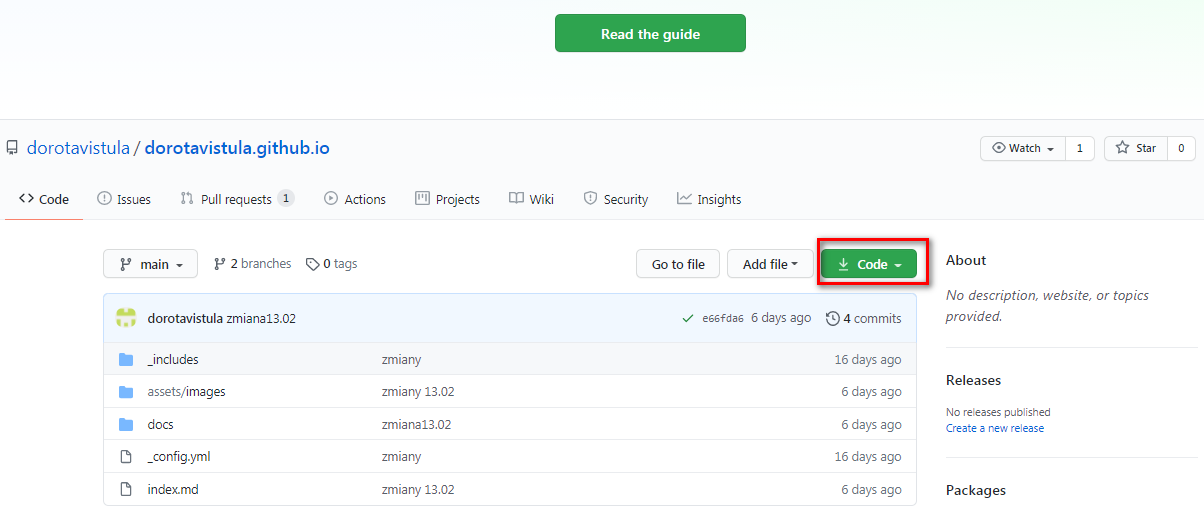 Read the guide
dorotavistula / dorotavistula.github.io
Watch 1 Star 0
Code Issues Pull requests 1 Actions Projects Wiki Security Insights
main 2 branches 0 tags Go to file Add file Code
dorotavistula zmiana13.02 e66fda6 6 days ago 4 commits
_includes zmiany 16 days ago
assets/images zmiany 13.02 6 days ago
docs zmiana13.02 6 days ago
_config.yml zmiany 16 days ago
index.md zmiany 13.02 6 days ago
About
No description, website, or topics
provided.
Releases
No releases published
Create a new release
Packages